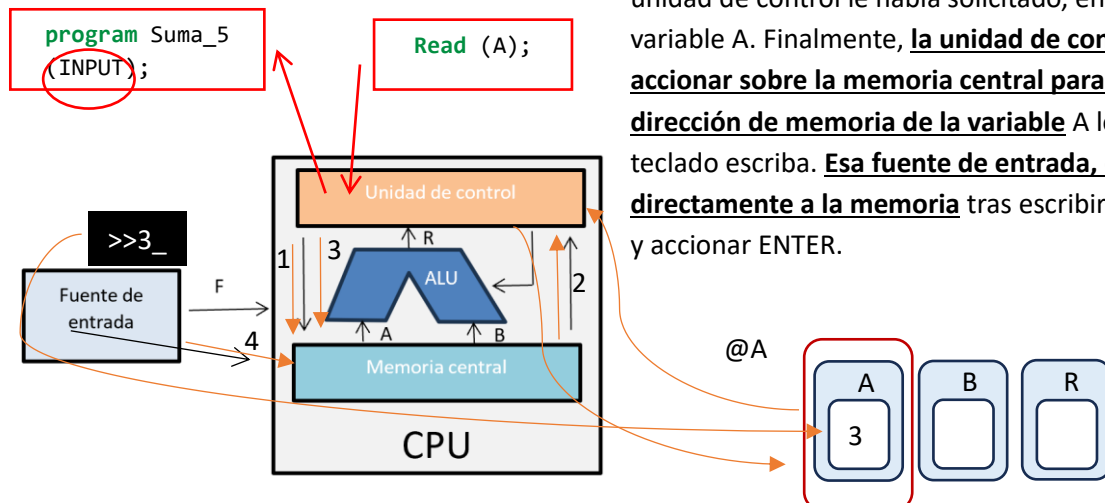 unidad de control le había solicitado, en
variable A. Finalmente, la unidad de con
accionar sobre la memoria central para
dirección de memoria de la variable A l
teclado escriba. Esa fuente de entrada,
directamente a la memoria tras escribir
y accionar ENTER.
program Suma_5
(INPUT);
Read (A);
Unidad de control
>>3_
Fuente de
entrada
F
1
3
R
ALU
2
4
A
B
Memoria central
CPU
@A
A
B
R
3